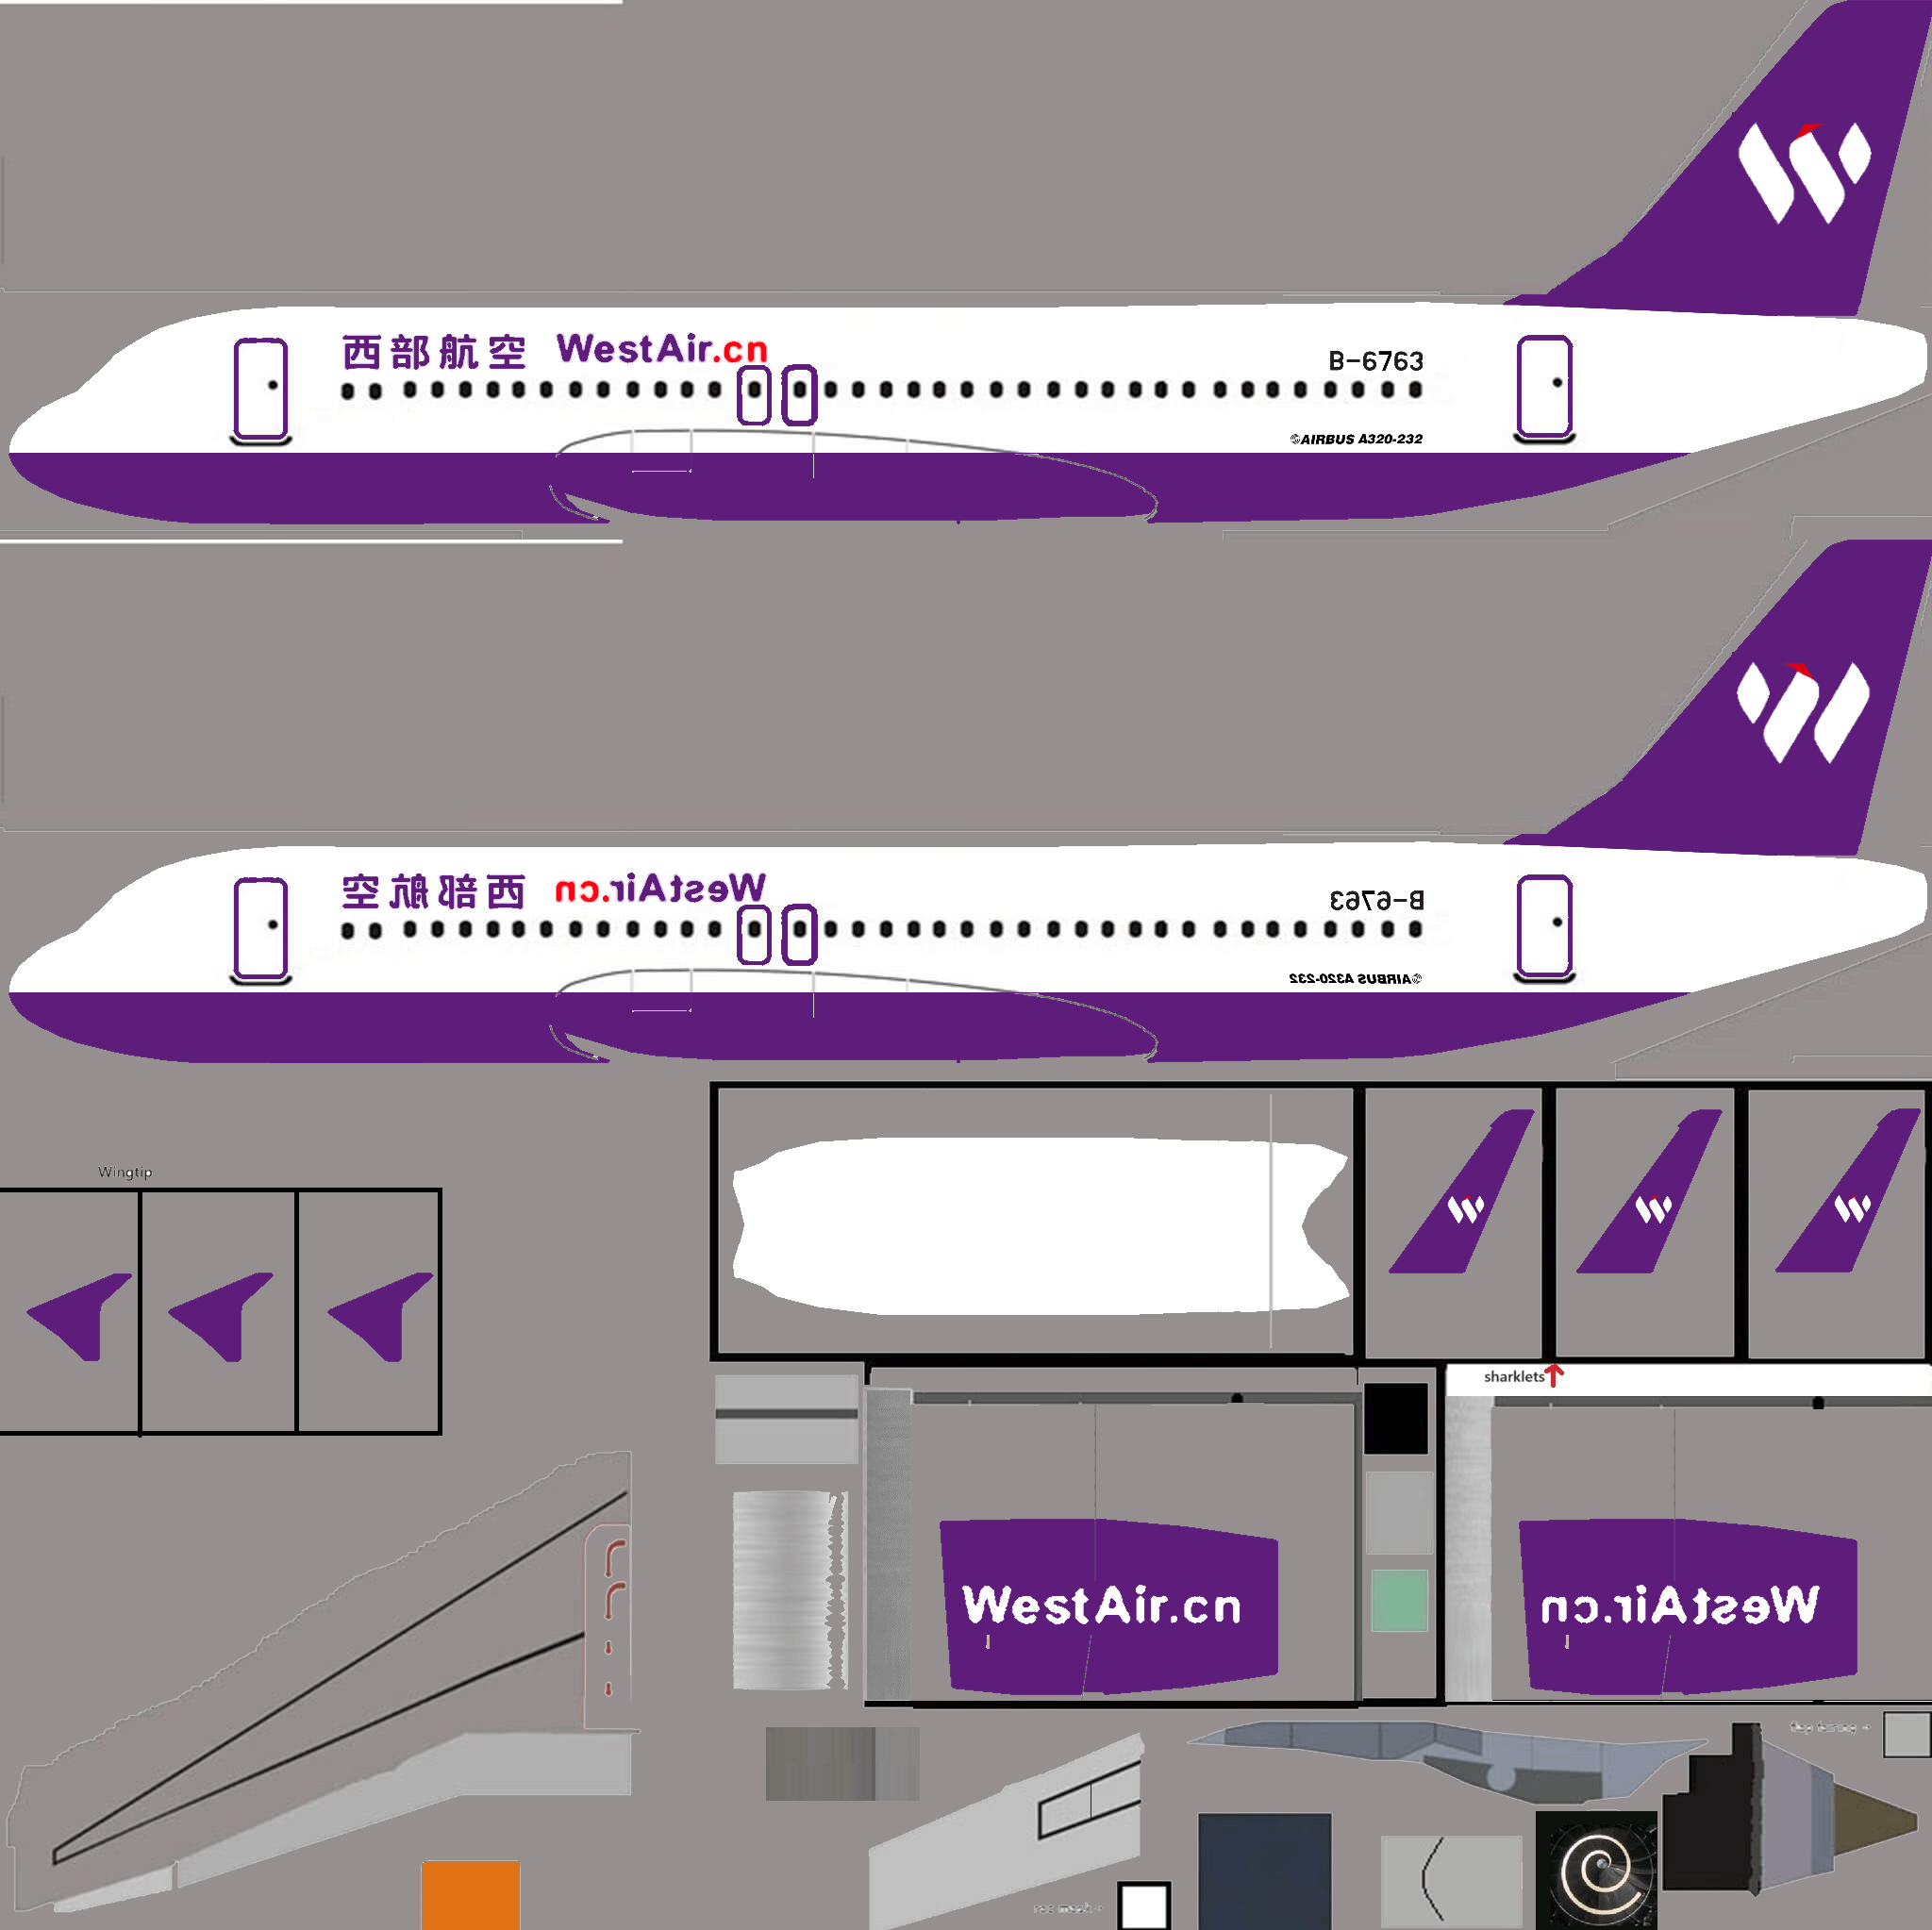 西部航空 WestAir.cn
B-6763
AIRBUS A320-232
西部航空 WestAir.cn
B-6763
AIRBUS A320-232
Wingtip
sharklets
WestAir.cn
WestAir.cn